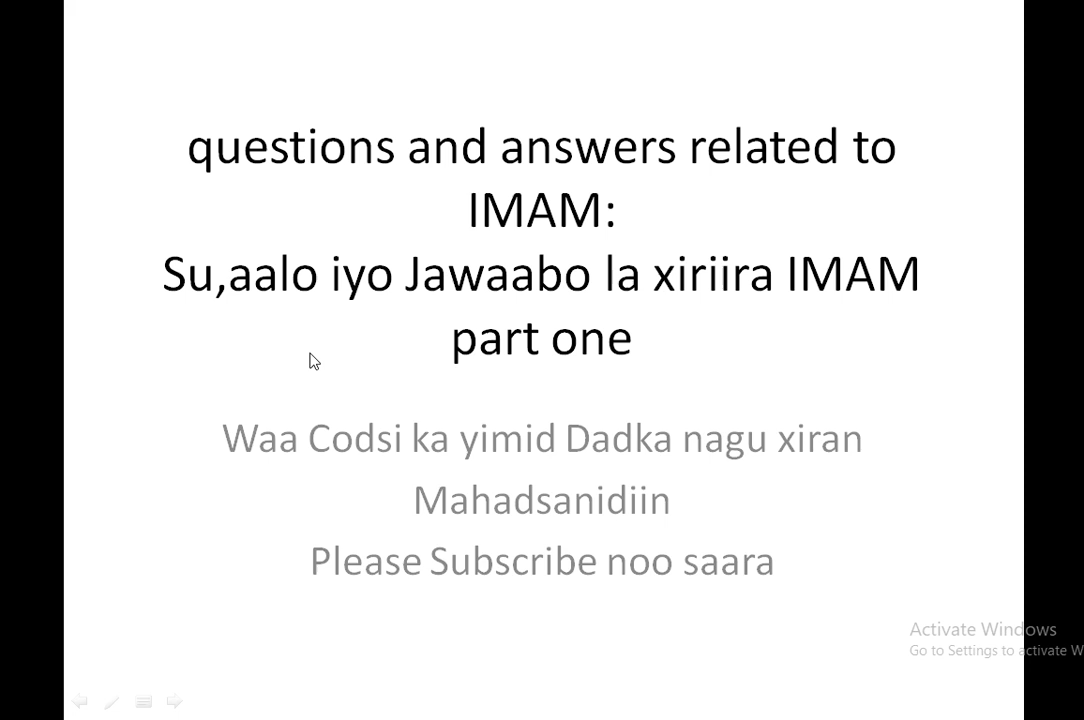 questions and answers related to
IMAM:
Su,aalo iyo Jawaabo la xiriira IMAM
part one
Waa Codsi ka yimid Dadka nagu xiran
Mahadsanidiin
Please Subscribe noo saara
Activate Windows
Go to Settings to activate W